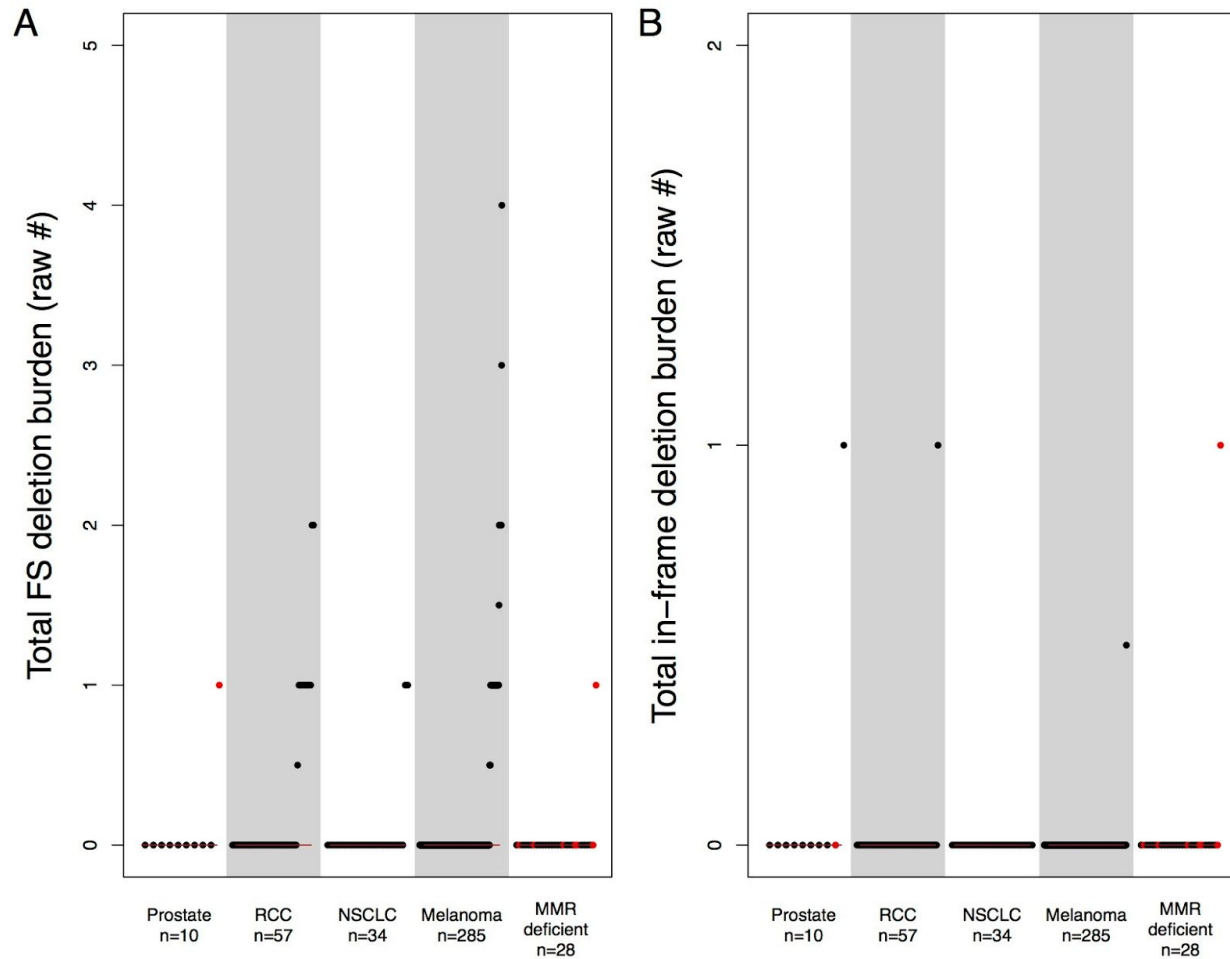 A
Total FS deletion burden (raw #)
5
4
3
2
1
0
Prostate
n=10
RCC
n=57
NSCLC
n=34
Melanoma
n=285
MMR
deficient
n=28
B
Total in−frame deletion burden (raw #)
2
1
0
Prostate
n=10
RCC
n=57
NSCLC
n=34
Melanoma
n=285
MMR
deficient
n=28